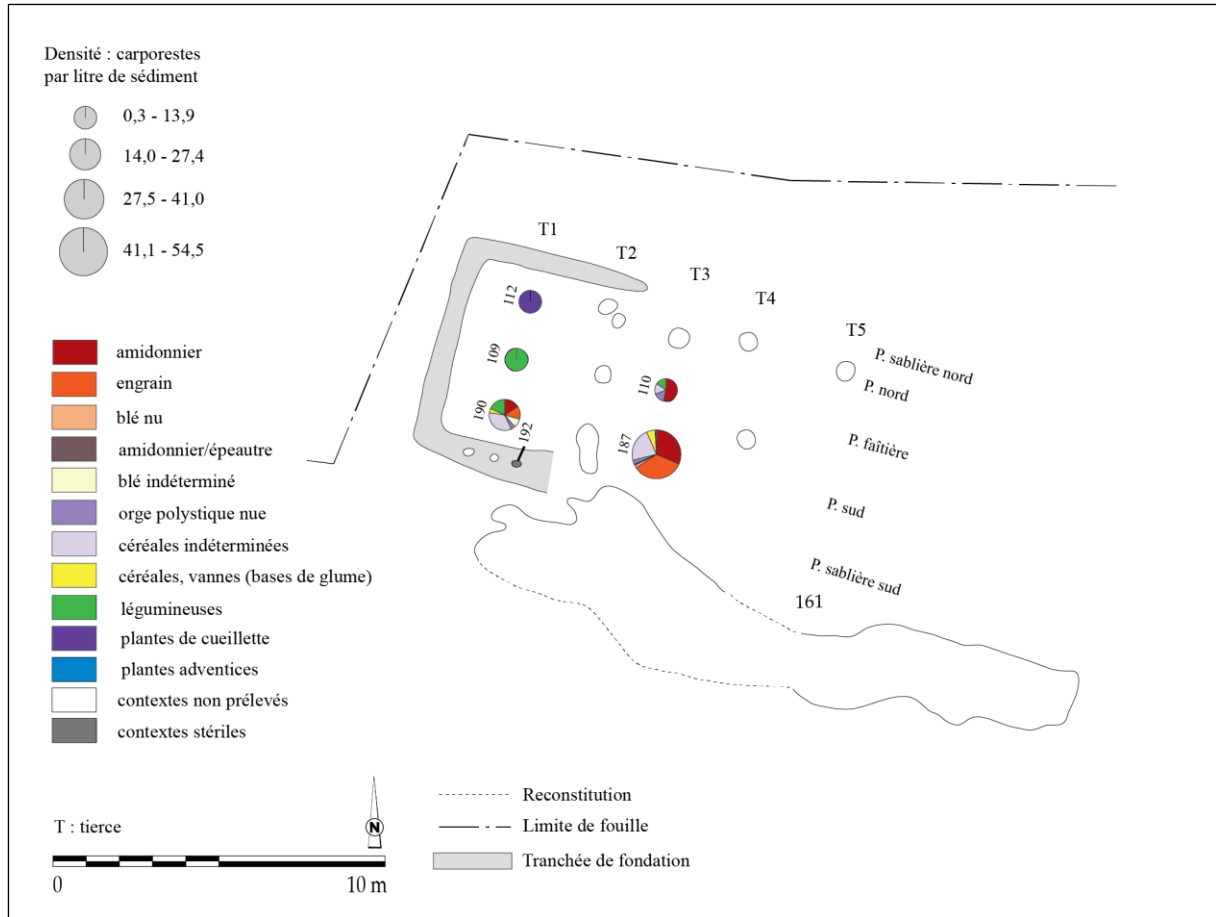 Densité : carporestes
par litre de sédiment
0,3 - 13,9
14,0 - 27,4
27,5 - 41,0
41,1 - 54,5
amidonnier
engrain
blé nu
amidonnier/épeautre
blé indéterminé
orge polystique nue
céréales indéterminées
céréales, vannes (bases de glume)
légumineuses
plantes de cueillette
plantes adventices
contextes non prélevés
contextes stériles
T : tierce
0 10 m
N
Reconstitution
Limite de fouille
Tranchée de fondation
T1
T2
T3
T4
T5
112
109
190
192
110
187
161
P. sablière nord
P. nord
P. faîtière
P. sud
P. sablière sud